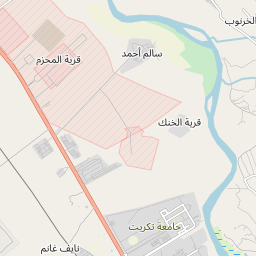 الخرنوب
سالم أحمد
قرية المحزم
قرية الخنك
جامعة تكريت
نايف غانم